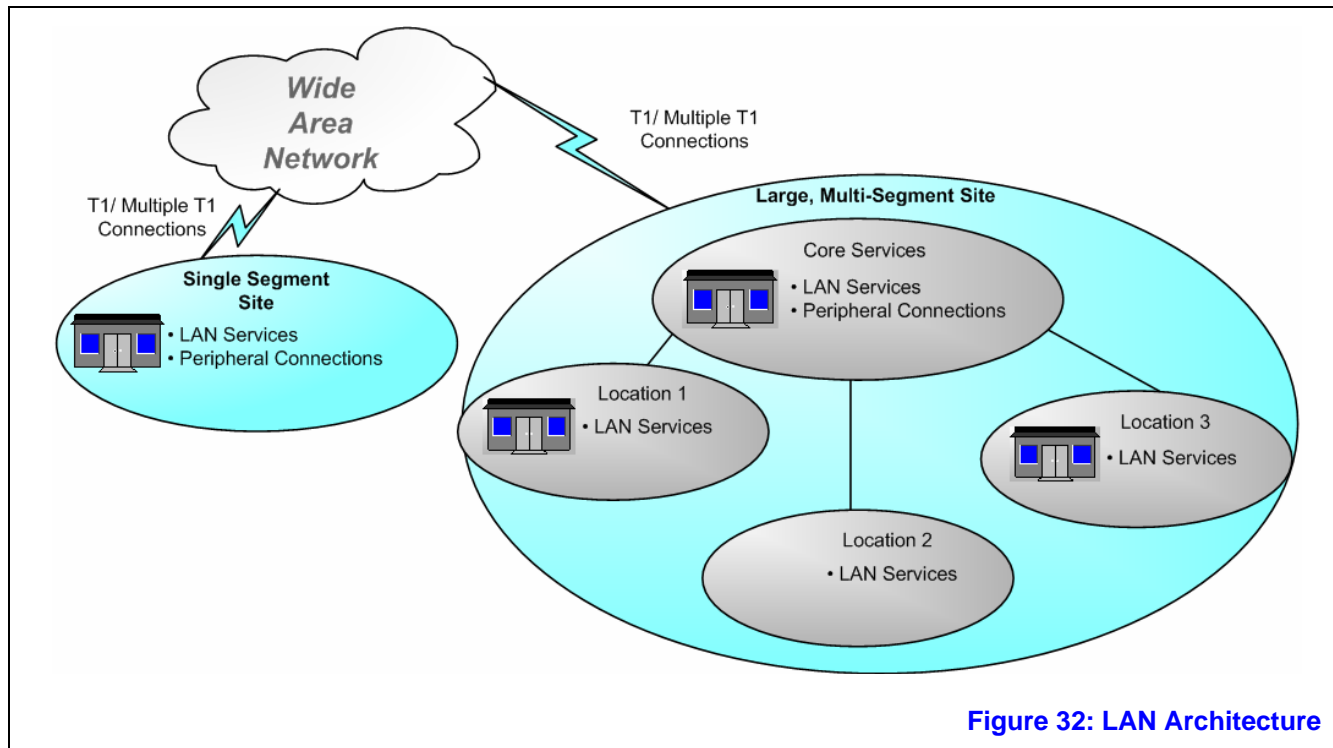 Wide
Area
Network
T1/ Multiple T1
Connections
T1/ Multiple T1
Connections
Single Segment
Site
• LAN Services
• Peripheral Connections
Large, Multi-Segment Site
Core Services
• LAN Services
• Peripheral Connections
Location 1
• LAN Services
Location 3
• LAN Services
Location 2
• LAN Services
Figure 32: LAN Architecture